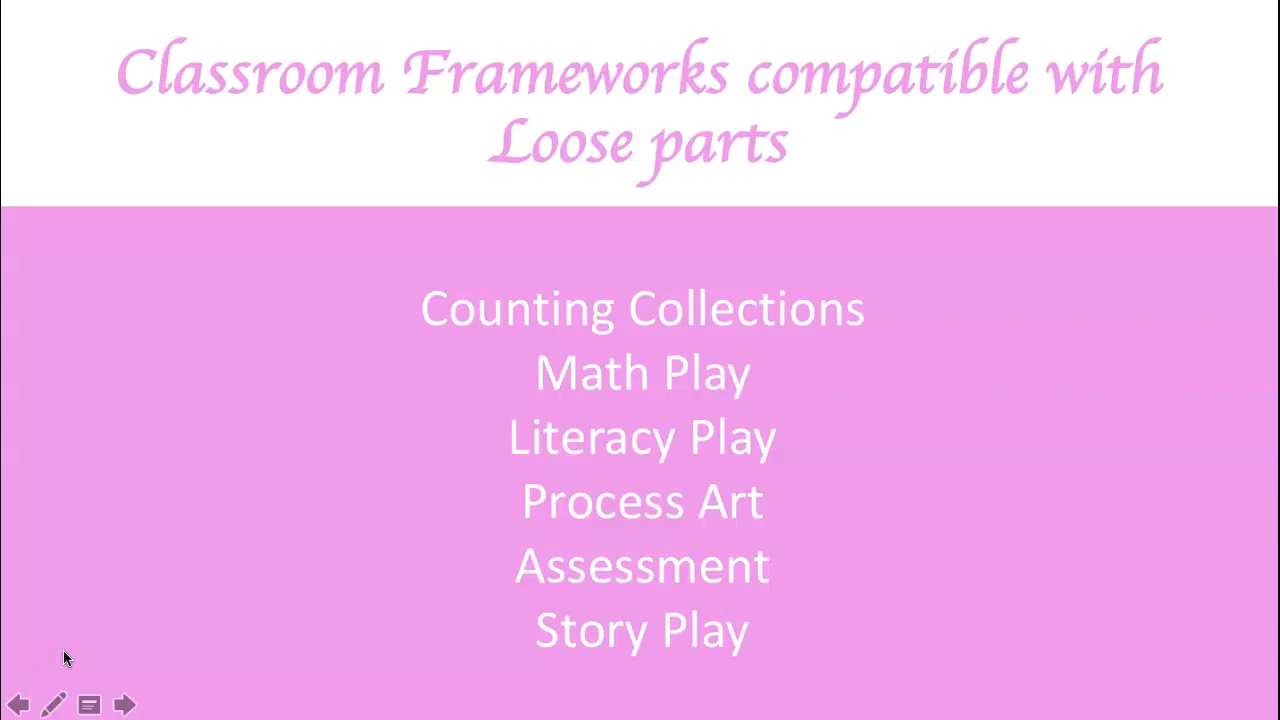 Classroom Frameworks compatible with
Loose parts
Counting Collections
Math Play
Literacy Play
Process Art
Assessment
Story Play